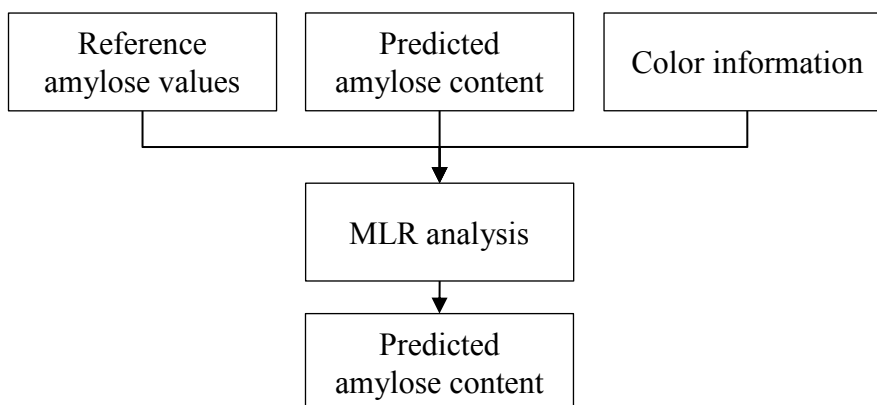 Reference
amylose values
Predicted
amylose content
Color information
MLR analysis
Predicted
amylose content